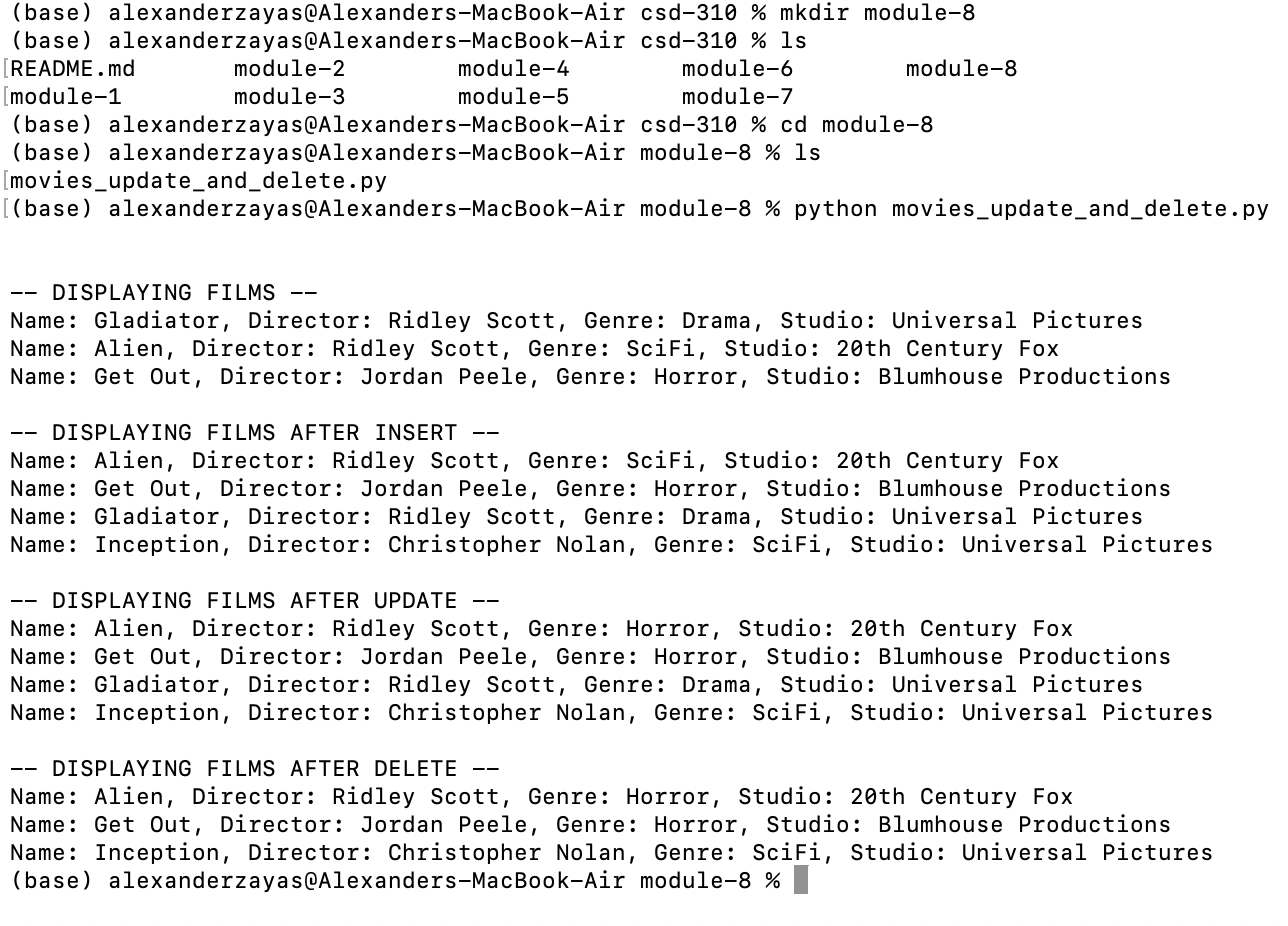 (base) alexanderzayas@Alexanders-MacBook-Air csd-310 % mkdir module-8
(base) alexanderzayas@Alexanders-MacBook-Air csd-310 % ls
[README.md module-2 module-4 module-6 module-8
[module-1 module-3 module-5 module-7
(base) alexanderzayas@Alexanders-MacBook-Air csd-310 % cd module-8
(base) alexanderzayas@Alexanders-MacBook-Air module-8 % ls
[movies_update_and_delete.py
[(base) alexanderzayas@Alexanders-MacBook-Air module-8 % python movies_update_and_delete.py
-- DISPLAYING FILMS --
Name: Gladiator, Director: Ridley Scott, Genre: Drama, Studio: Universal Pictures
Name: Alien, Director: Ridley Scott, Genre: SciFi, Studio: 20th Century Fox
Name: Get Out, Director: Jordan Peele, Genre: Horror, Studio: Blumhouse Productions
-- DISPLAYING FILMS AFTER INSERT --
Name: Alien, Director: Ridley Scott, Genre: SciFi, Studio: 20th Century Fox
Name: Get Out, Director: Jordan Peele, Genre: Horror, Studio: Blumhouse Productions
Name: Gladiator, Director: Ridley Scott, Genre: Drama, Studio: Universal Pictures
Name: Inception, Director: Christopher Nolan, Genre: SciFi, Studio: Universal Pictures
-- DISPLAYING FILMS AFTER UPDATE --
Name: Alien, Director: Ridley Scott, Genre: Horror, Studio: 20th Century Fox
Name: Get Out, Director: Jordan Peele, Genre: Horror, Studio: Blumhouse Productions
Name: Gladiator, Director: Ridley Scott, Genre: Drama, Studio: Universal Pictures
Name: Inception, Director: Christopher Nolan, Genre: SciFi, Studio: Universal Pictures
-- DISPLAYING FILMS AFTER DELETE --
Name: Alien, Director: Ridley Scott, Genre: Horror, Studio: 20th Century Fox
Name: Get Out, Director: Jordan Peele, Genre: Horror, Studio: Blumhouse Productions
Name: Inception, Director: Christopher Nolan, Genre: SciFi, Studio: Universal Pictures
(base) alexanderzayas@Alexanders-MacBook-Air module-8 %